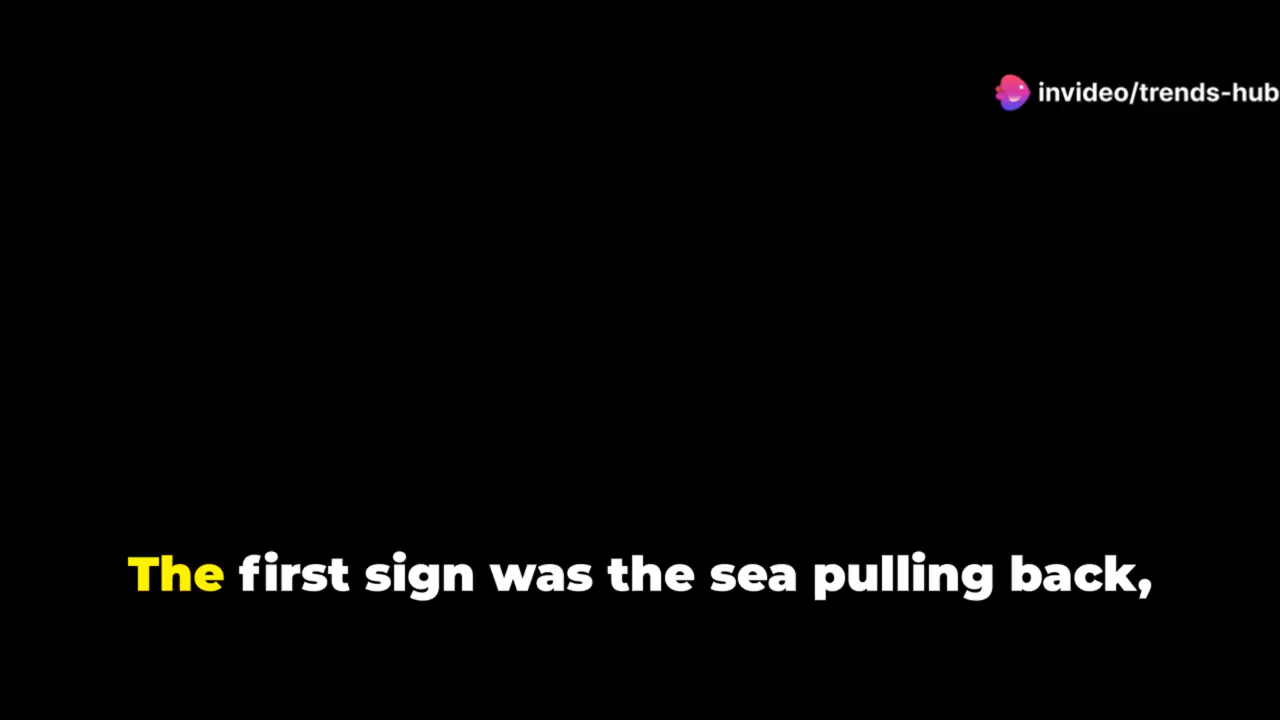 invideo/trends-hub
The first sign was the sea pulling back,